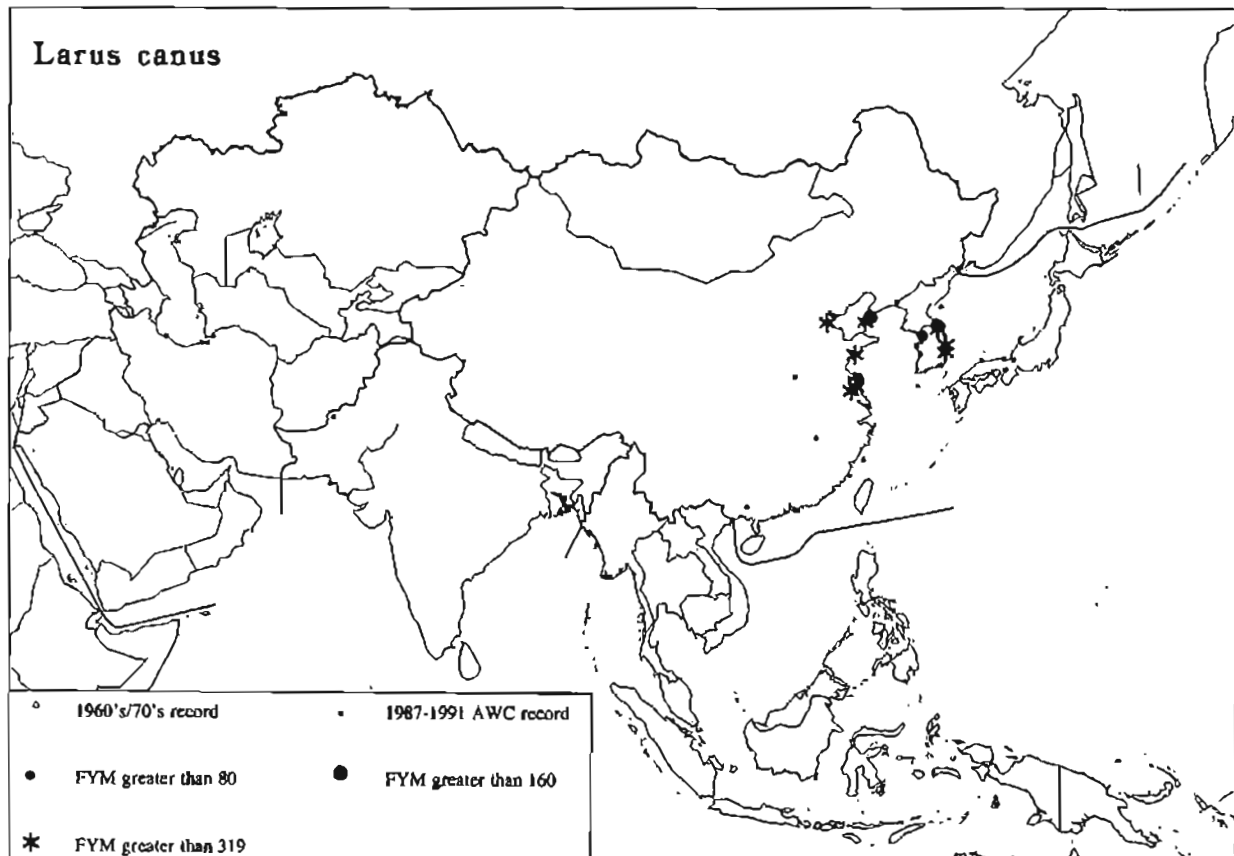 Larus canus
1960's/70's record
1987-1991 AWC record
FYM greater than 80
FYM greater than 160
FYM greater than 319